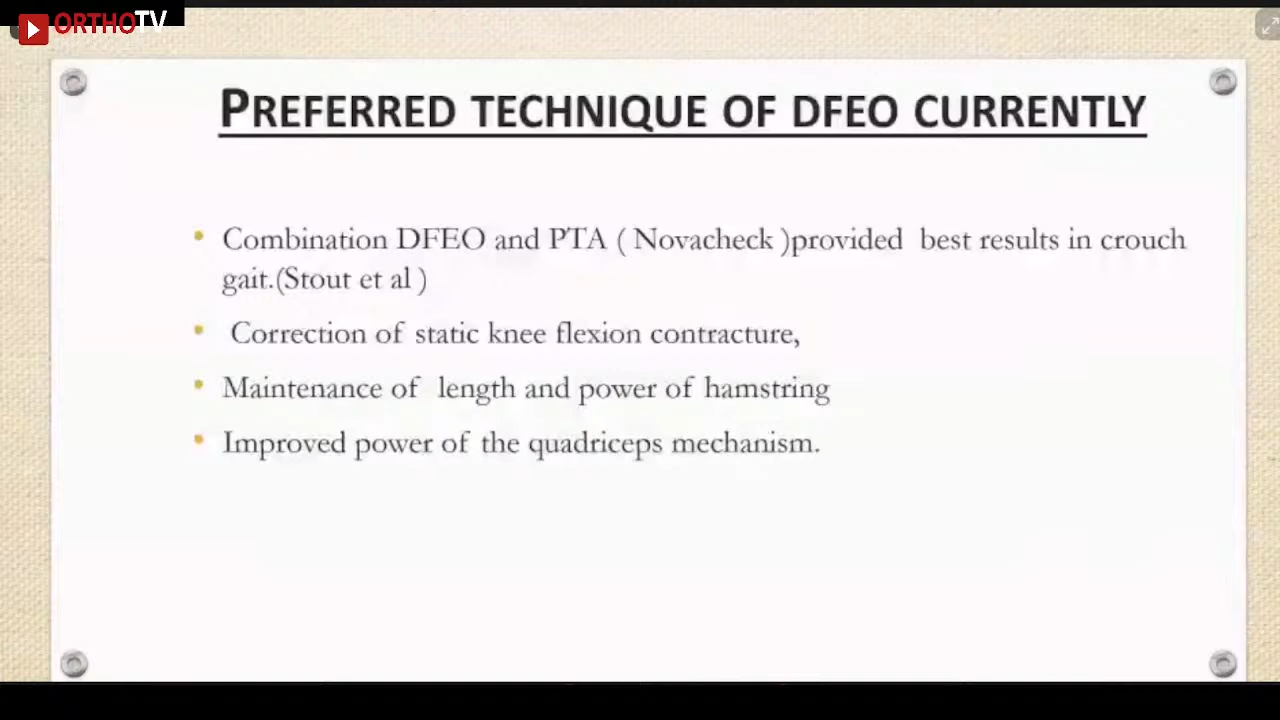 ORTHOTV
PREFERRED TECHNIQUE OF DFEO CURRENTLY
• Combination DFEO and PTA ( Novacheck )provided best results in crouch
gait.(Stout et al )
• Correction of static knee flexion contracture,
• Maintenance of length and power of hamstring
• Improved power of the quadriceps mechanism.